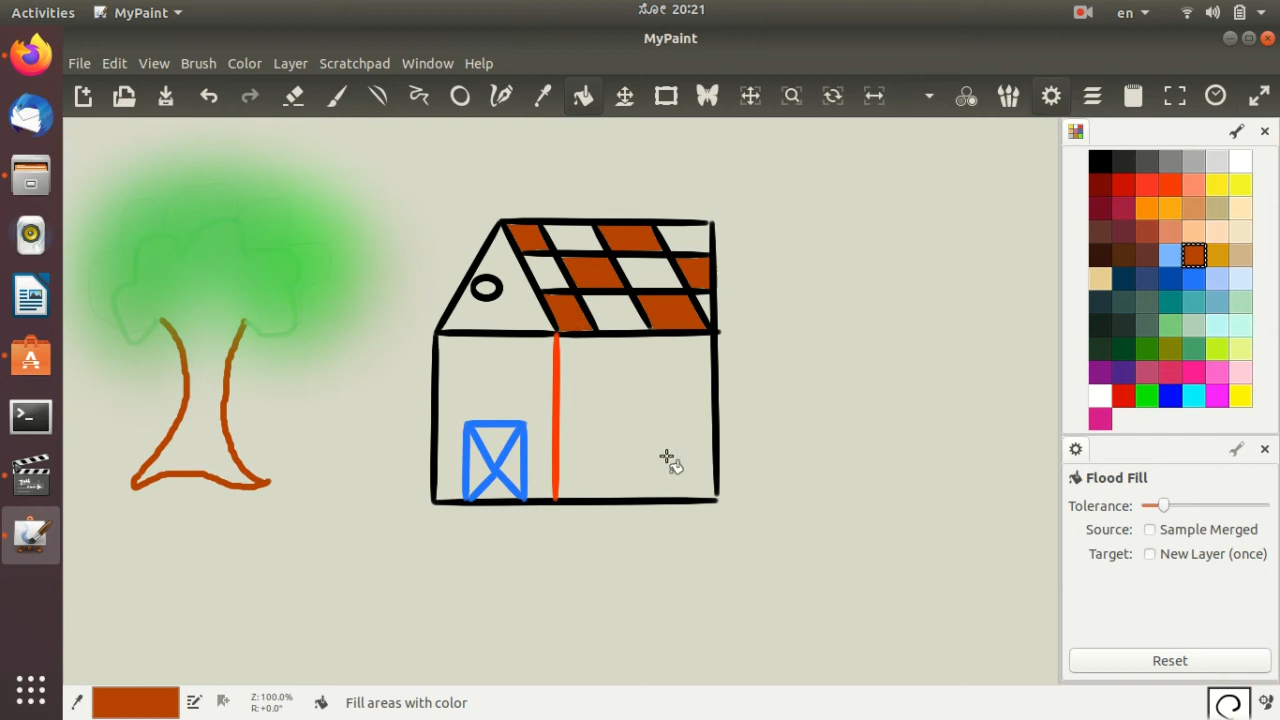 Activities MyPaint ಸೋಮ 20:21 en
MyPaint
File Edit View Brush Color Layer Scratchpad Window Help
Flood Fill
Tolerance:
Source: Sample Merged
Target: New Layer (once)
Reset
Z: 100.0%
R: +0.0°
Fill areas with color